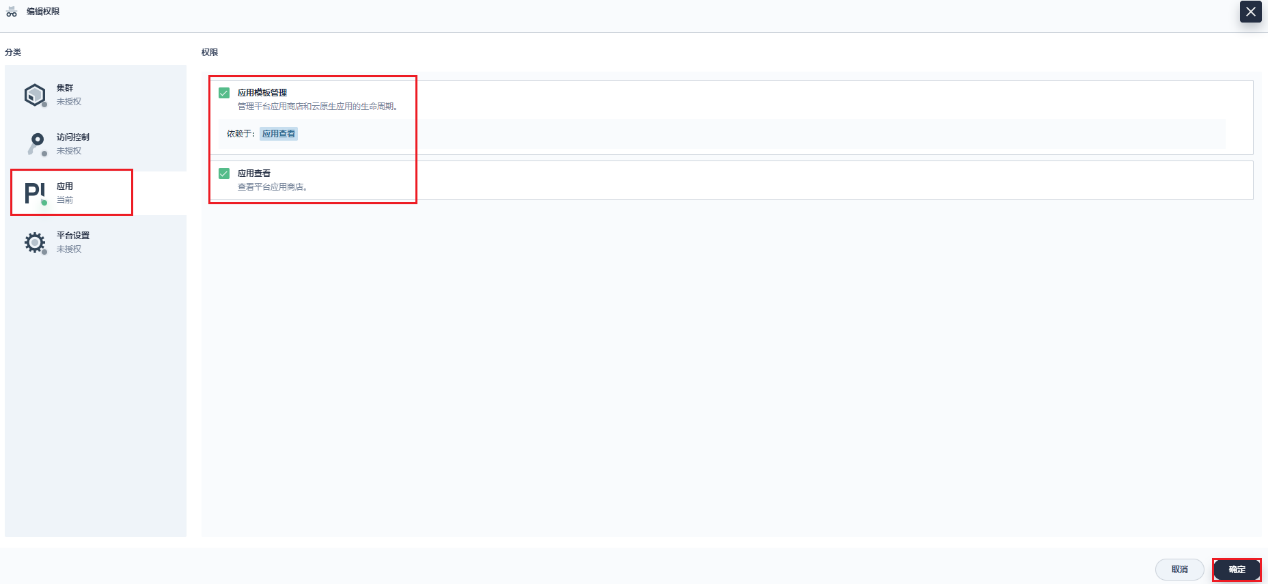 编辑权限
分类
权限
集群
未授权
访问控制
未授权
应用
当前
平台设置
未授权
应用模板管理
管理平台应用商店和云原生应用的生命周期。
依赖于: 应用查看
应用查看
查看平台应用商店。
取消
确定